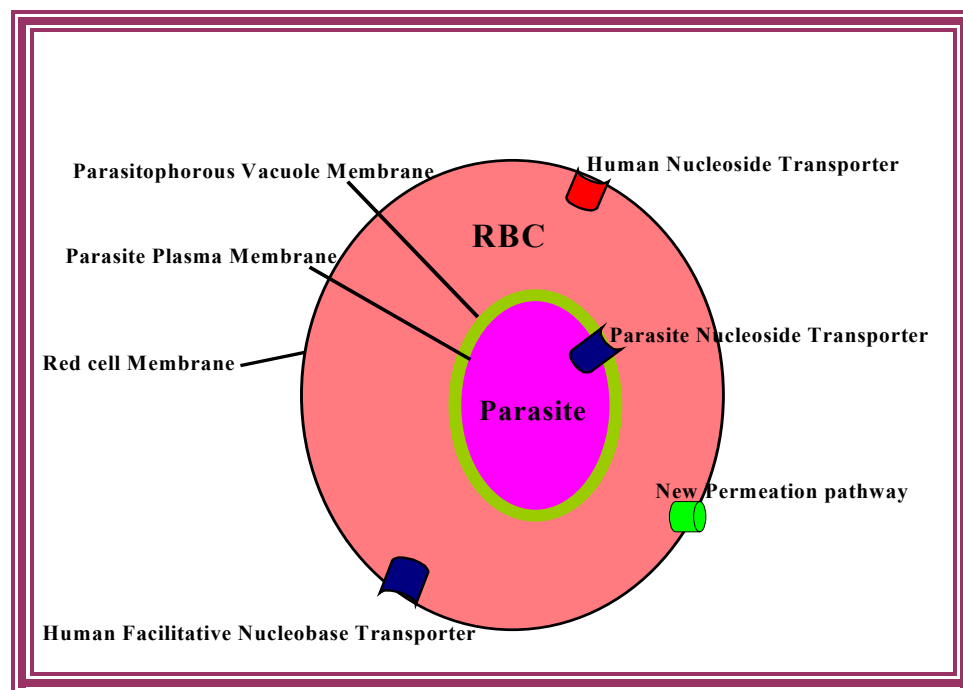 Human Nucleoside Transporter
Parasitophorous Vacuole Membrane
RBC
Parasite Plasma Membrane
Parasite Nucleoside Transporter
Red cell Membrane
Parasite
New Permeation pathway
Human Facilitative Nucleobase Transporter